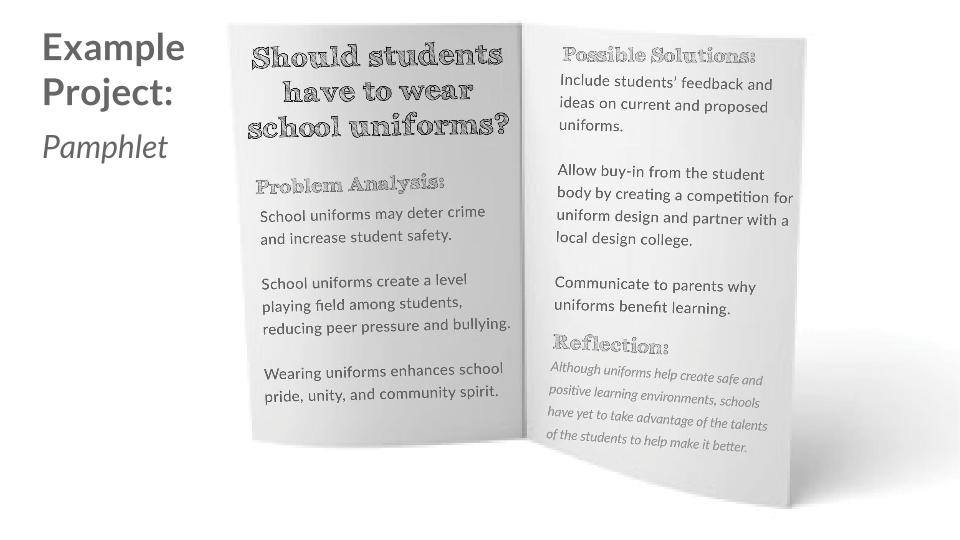 Example
Project:
Pamphlet
Should students
have to wear
school uniforms?
Problem Analysis:
School uniforms may deter crime
and increase student safety.
School uniforms create a level
playing field among students,
reducing peer pressure and bullying.
Wearing uniforms enhances school
pride, unity, and community spirit.
Possible Solutions:
Include students’ feedback and
ideas on current and proposed
uniforms.
Allow buy-in from the student
body by creating a competition for
uniform design and partner with a
local design college.
Communicate to parents why
uniforms benefit learning.
Reflection:
Although uniforms help create safe and
positive learning environments, schools
have yet to take advantage of the talents
of the students to help make it better.